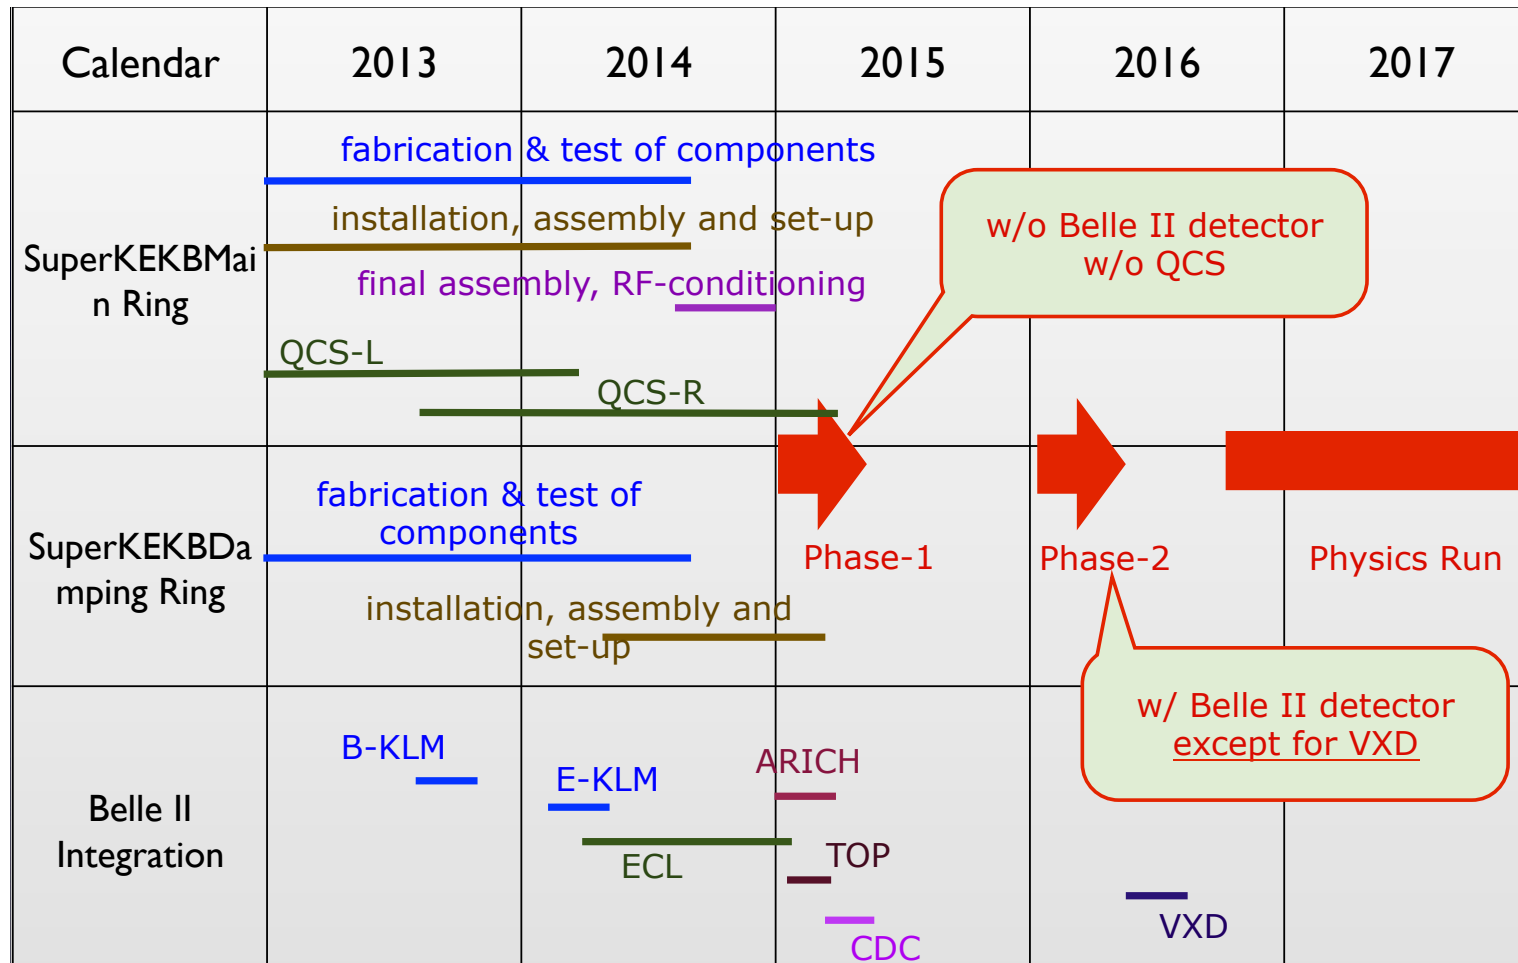 Calendar
2013
2014
2015
2016
2017
SuperKEKBMai
n Ring
fabrication & test of components
installation, assembly and set-up
final assembly, RF-conditioning
QCS-L
QCS-R
w/o Belle II detector
w/o QCS
SuperKEKBDa
mping Ring
fabrication & test of
components
installation, assembly and
set-up
Phase-1
Phase-2
Physics Run
w/ Belle II detector
except for VXD
Belle II
Integration
B-KLM
E-KLM
ECL
ARICH
TOP
CDC
VXD